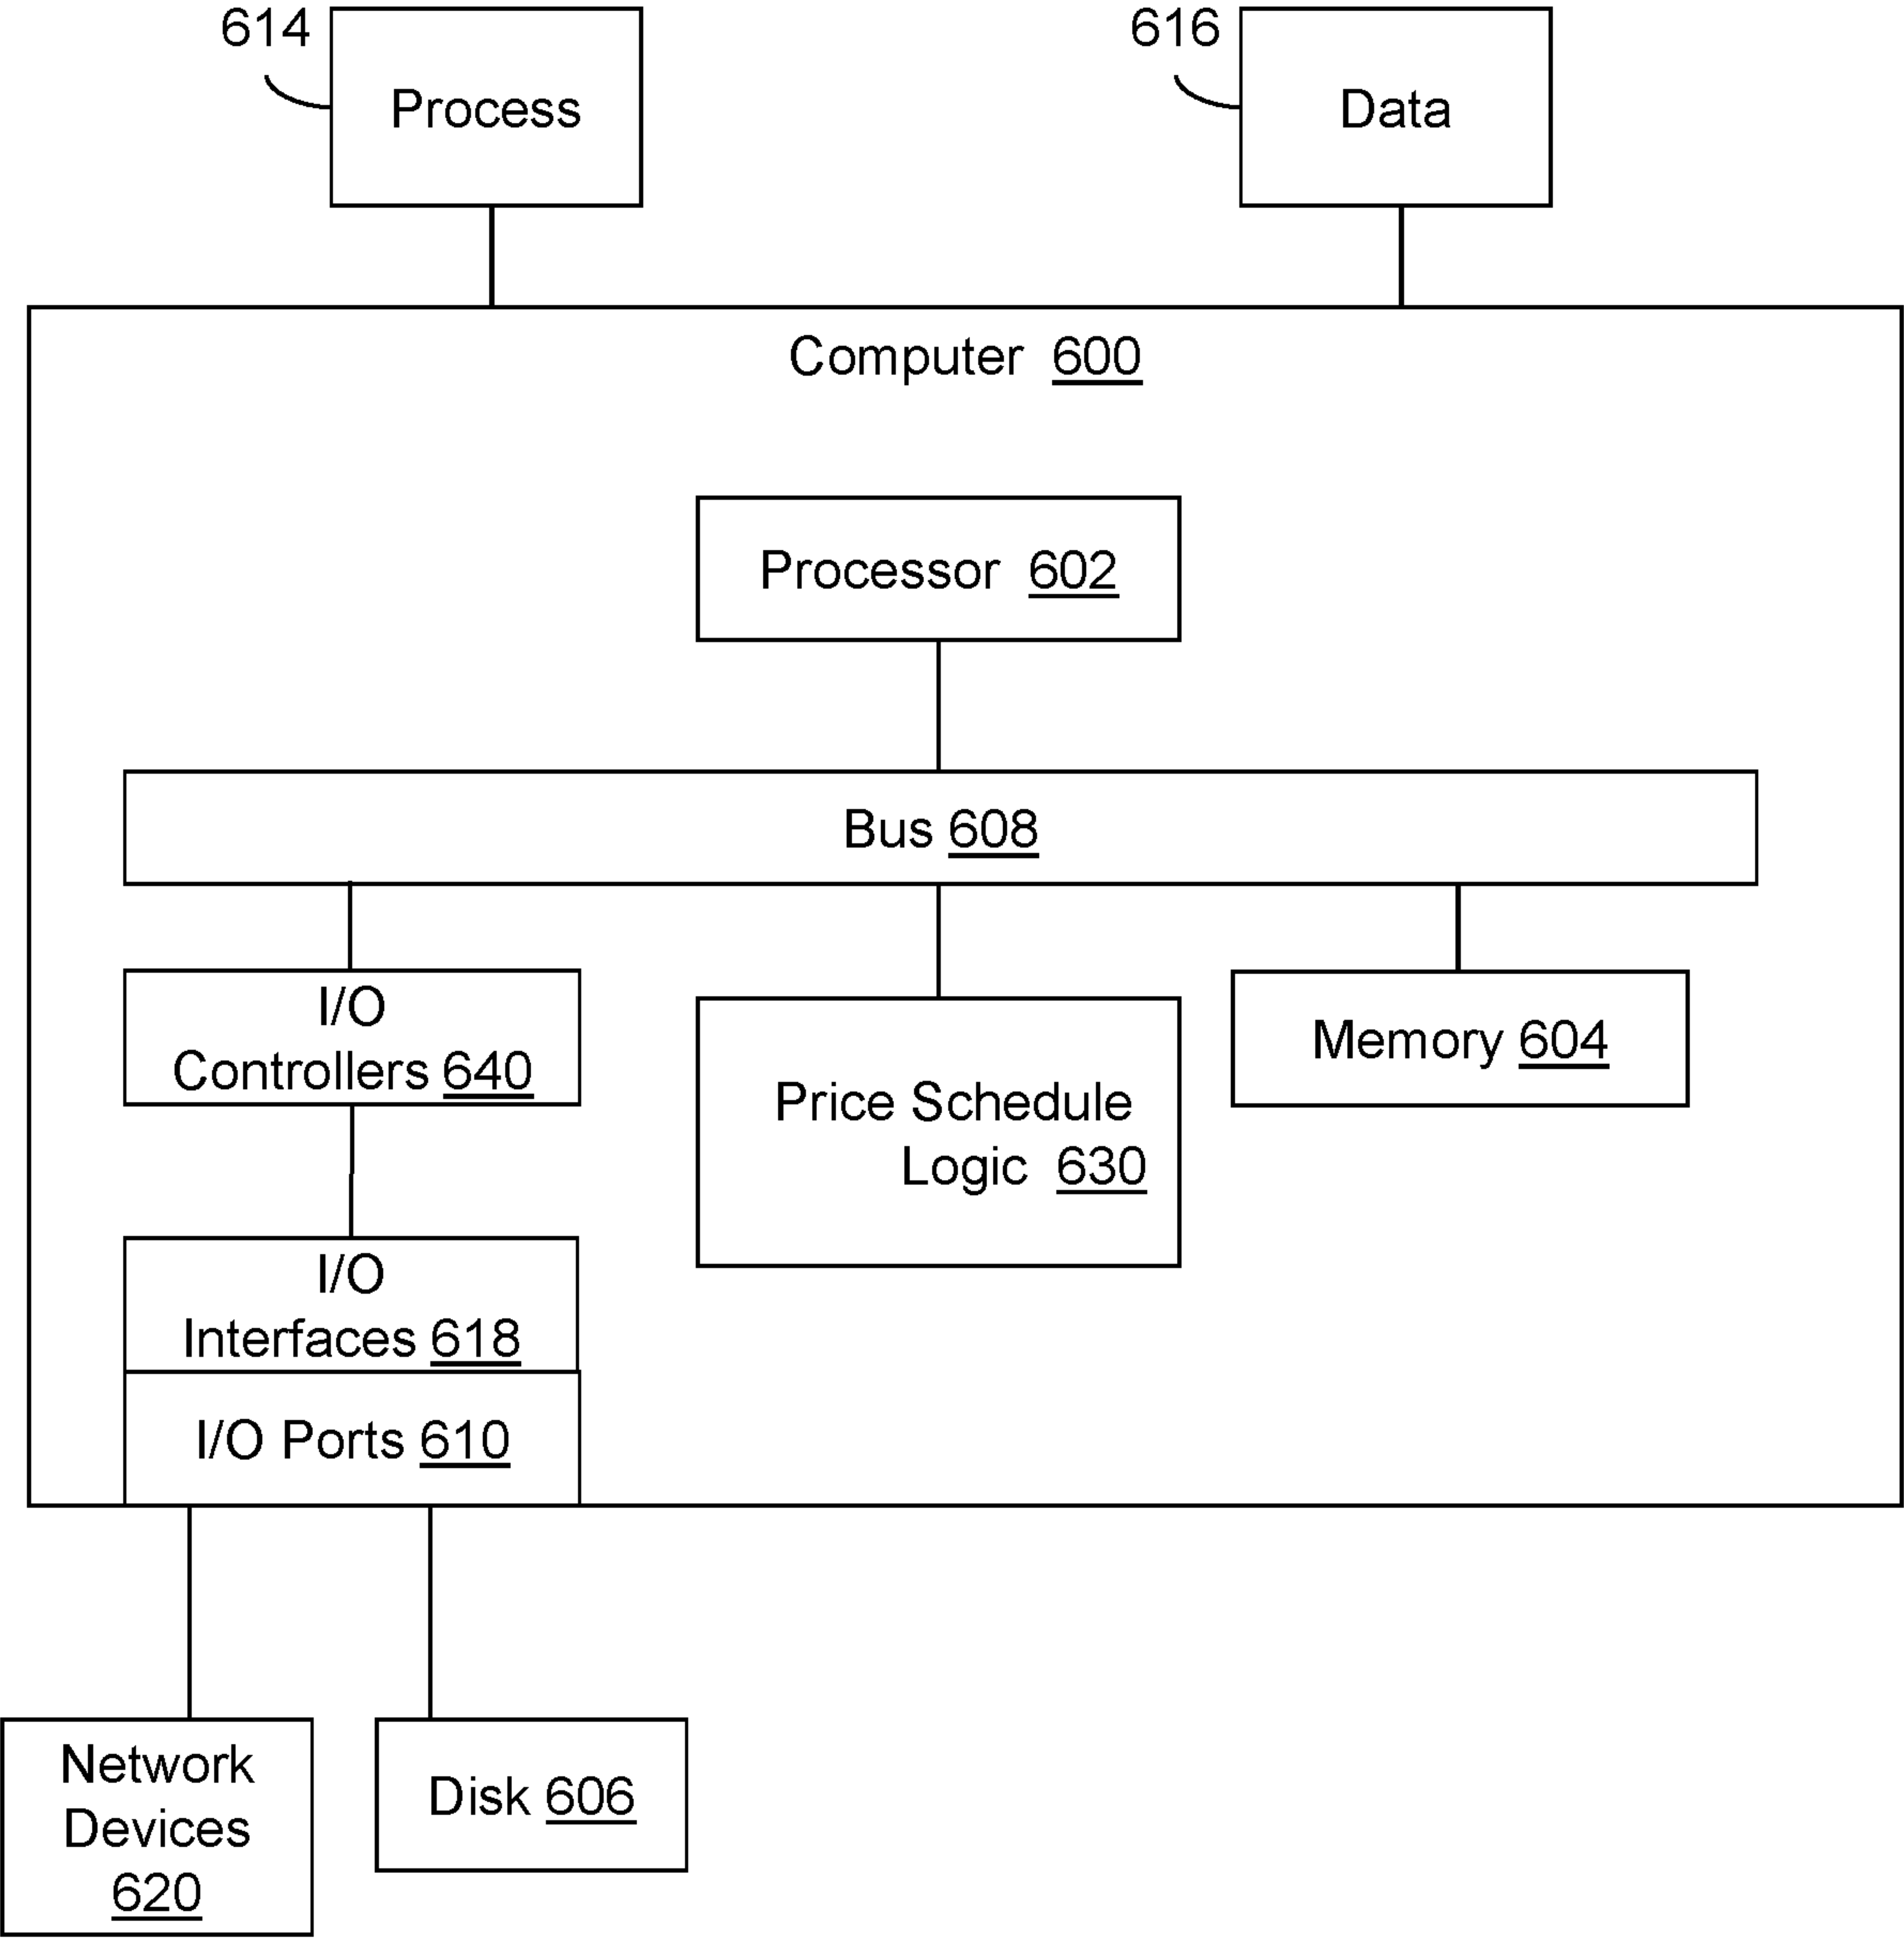 614
Process
616
Data
Computer 600
Processor 602
Bus 608
I/O
Controllers 640
Price Schedule
Logic 630
Memory 604
I/O
Interfaces 618
I/O Ports 610
Network
Devices
620
Disk 606